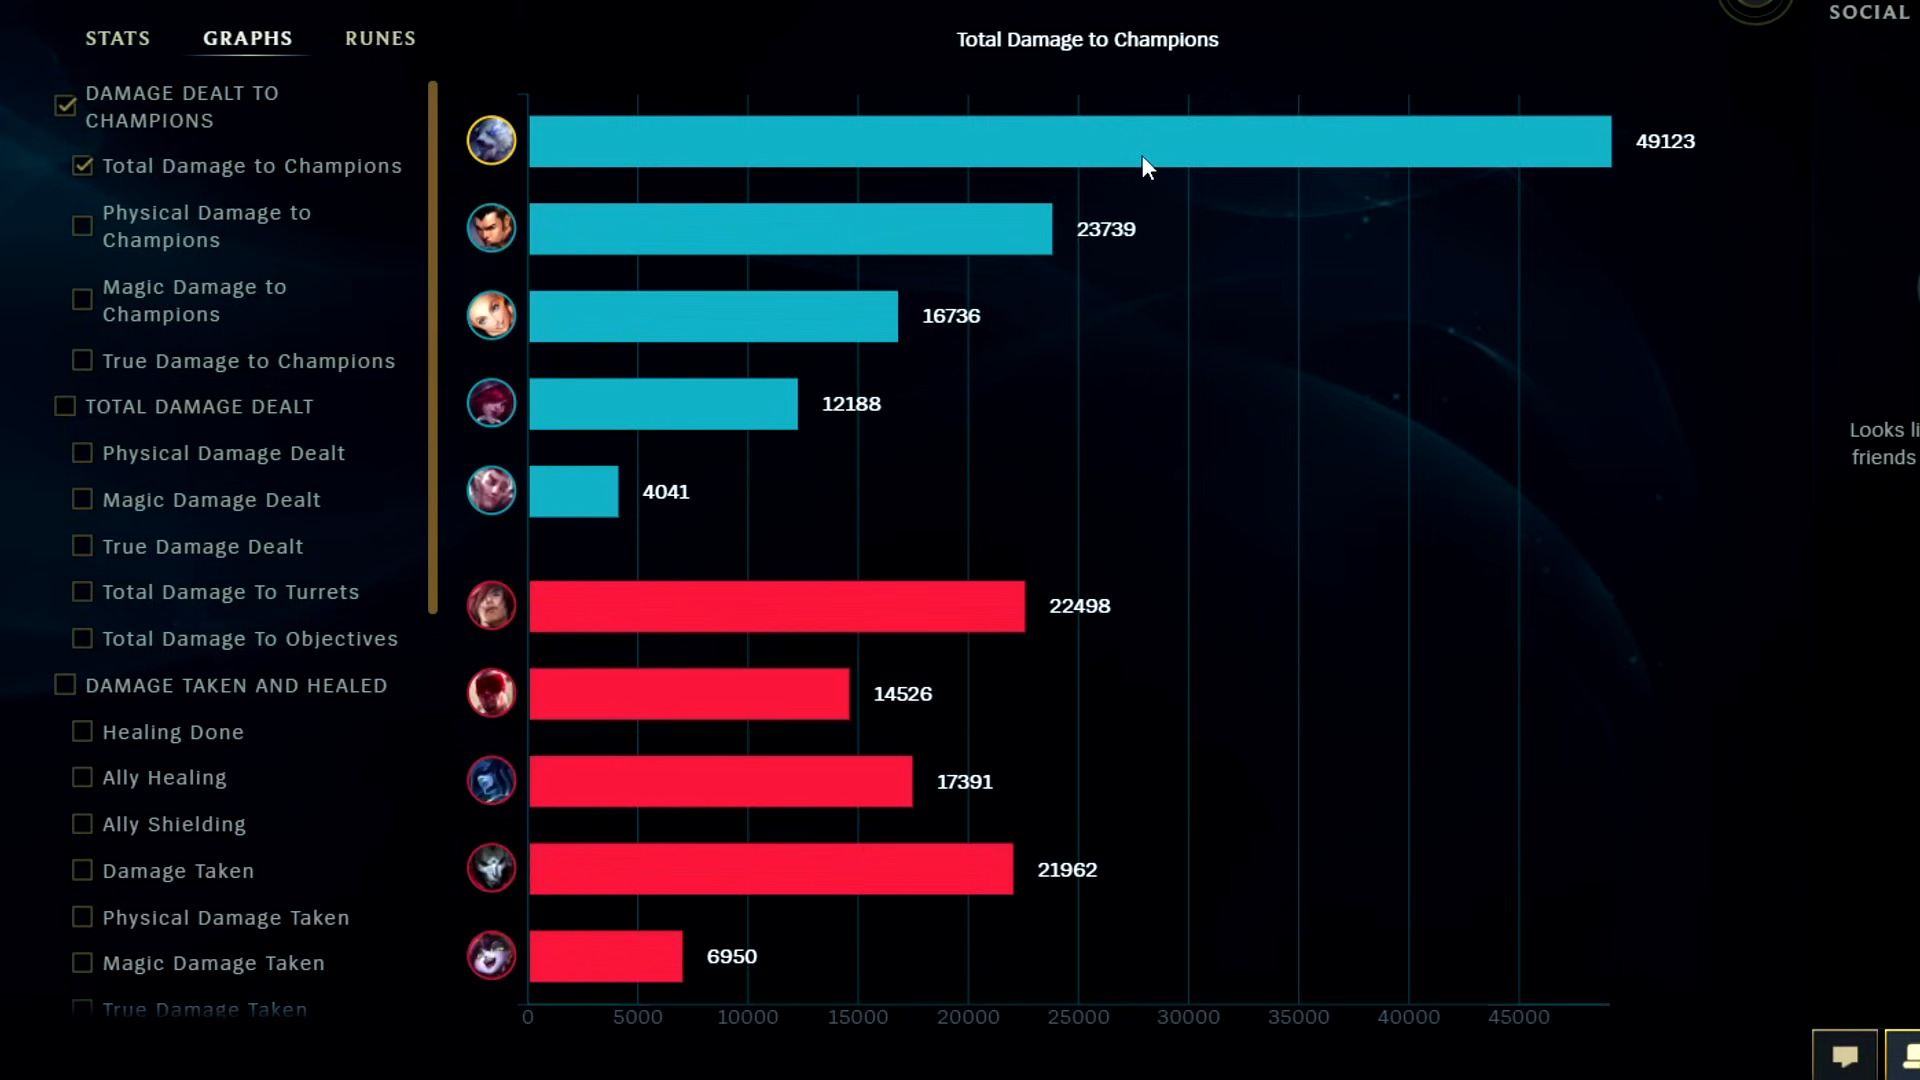 STATS GRAPHS RUNES
Total Damage to Champions
SOCIAL
DAMAGE DEALT TO
CHAMPIONS
Total Damage to Champions
Physical Damage to
Champions
Magic Damage to
Champions
True Damage to Champions
TOTAL DAMAGE DEALT
Physical Damage Dealt
Magic Damage Dealt
True Damage Dealt
Total Damage To Turrets
Total Damage To Objectives
DAMAGE TAKEN AND HEALED
Healing Done
Ally Healing
Ally Shielding
Damage Taken
Physical Damage Taken
Magic Damage Taken
True Damage Taken
49123
23739
16736
12188
4041
22498
14526
17391
21962
6950
0 5000 10000 15000 20000 25000 30000 35000 40000 45000
Looks li
friends